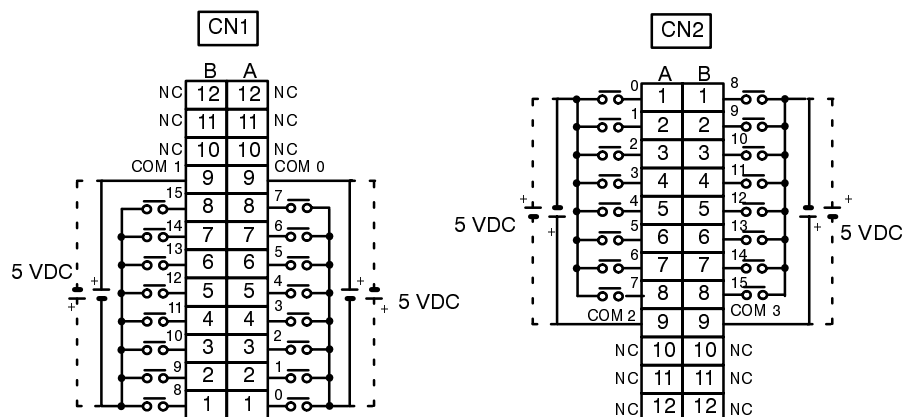 CN1
B A
NC 12 12 NC
NC 11 11 NC
NC 10 10 NC
COM 1 9 9 COM 0
15 8 8 7
14 7 7 6
13 6 6 5
12 5 5 4
5 VDC + + 5 VDC
+ +
11 4 4 3
10 3 3 2
9 2 2 1
8 1 1 0
CN2
A B
0 1 1 8
1 2 2 9
2 3 3 10
3 4 4 11
4 5 5 12
+ +
5 VDC + + 5 VDC
5 6 6 13
6 7 7 14
7 8 8 15
COM 2 9 9 COM 3
NC 10 10 NC
NC 11 11 NC
NC 12 12 NC